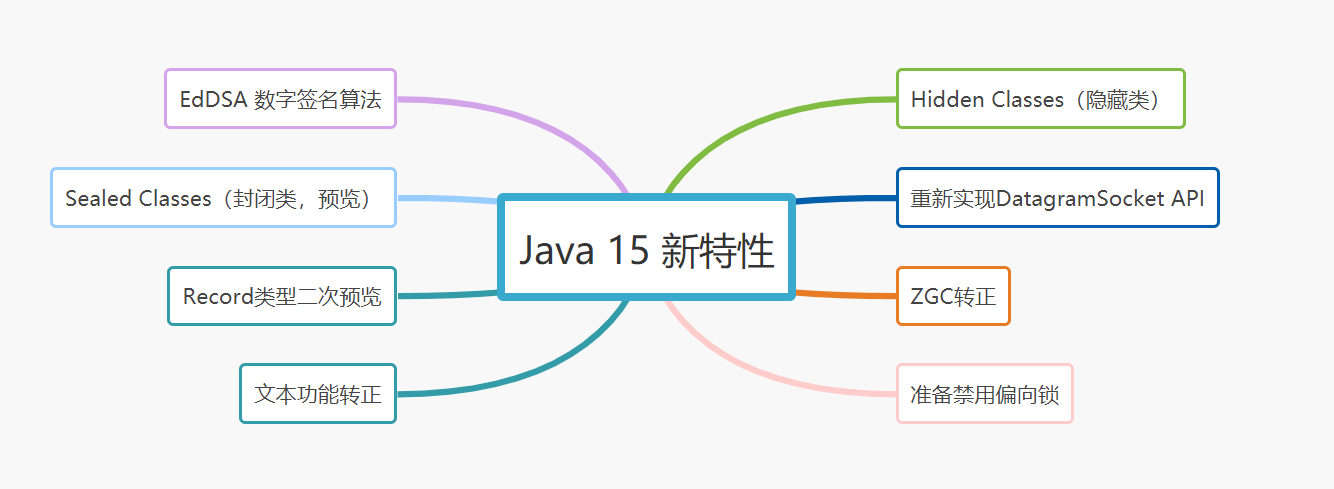 Java 15 新特性
EdDSA 数字签名算法
Sealed Classes（封闭类，预览）
Record类型二次预览
文本功能转正
Hidden Classes（隐藏类）
重新实现DatagramSocket API
ZGC转正
准备禁用偏向锁